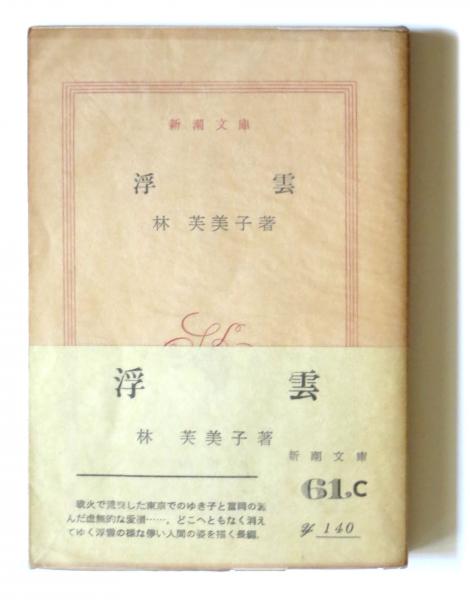 新潮文庫
浮雲
林 芙美子著
浮雲
林 芙美子著
新潮文庫
61.C
¥ 140
戦火で荒廃した東京でのゆき子と富岡の
んだ虚無的な愛情……。どこへともなく消え
てゆく浮雲の様な儚い人間の姿を描く長編。